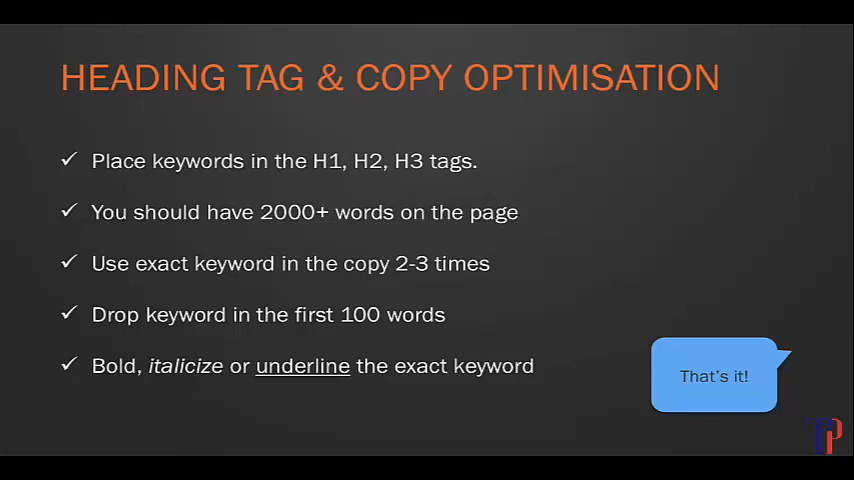 HEADING TAG & COPY OPTIMISATION
✓ Place keywords in the H1, H2, H3 tags.
✓ You should have 2000+ words on the page
✓ Use exact keyword in the copy 2-3 times
✓ Drop keyword in the first 100 words
✓ Bold, italicize or underline the exact keyword
That's it!
TP